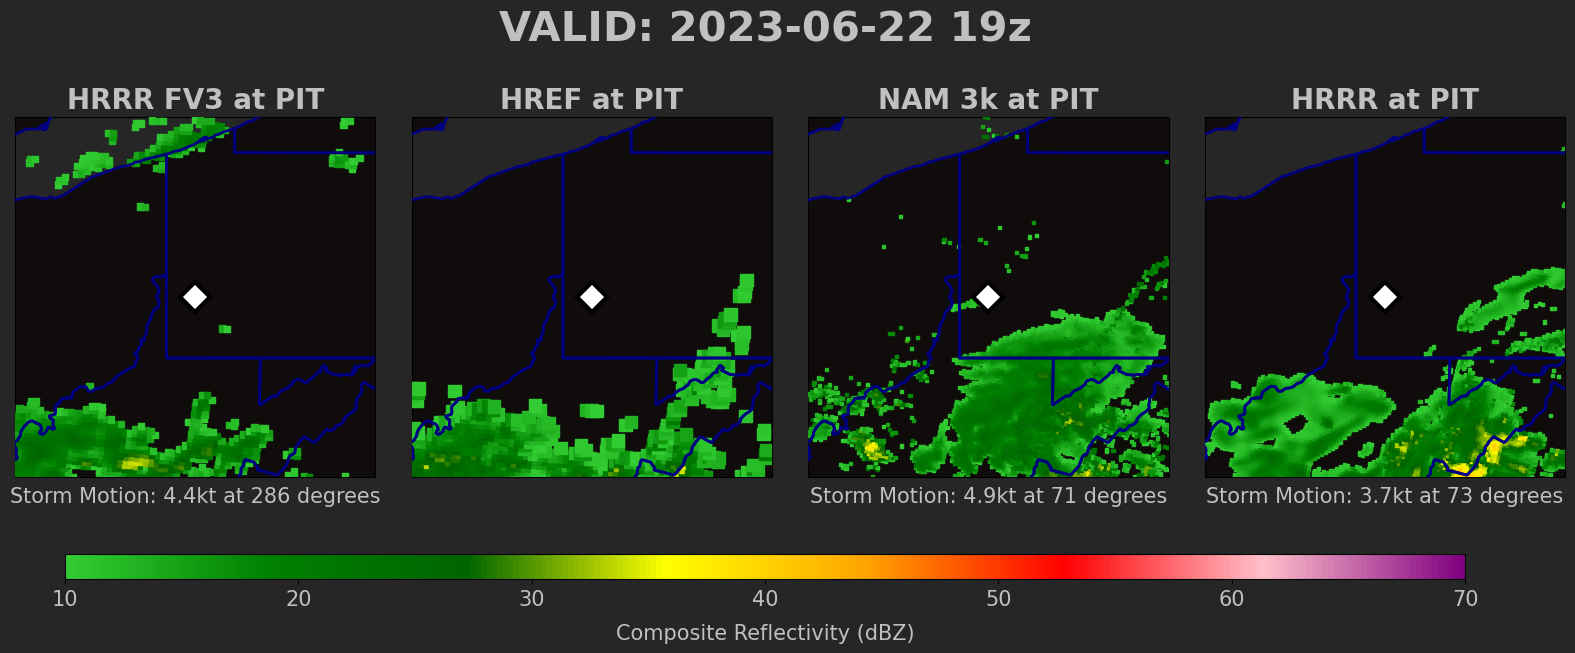 VALID: 2023-06-22 19z
HRRR FV3 at PIT
HREF at PIT
NAM 3k at PIT
HRRR at PIT
Storm Motion: 4.4kt at 286 degrees
Storm Motion: 4.9kt at 71 degrees
Storm Motion: 3.7kt at 73 degrees
10 20 30 40 50 60 70
Composite Reflectivity (dBZ)